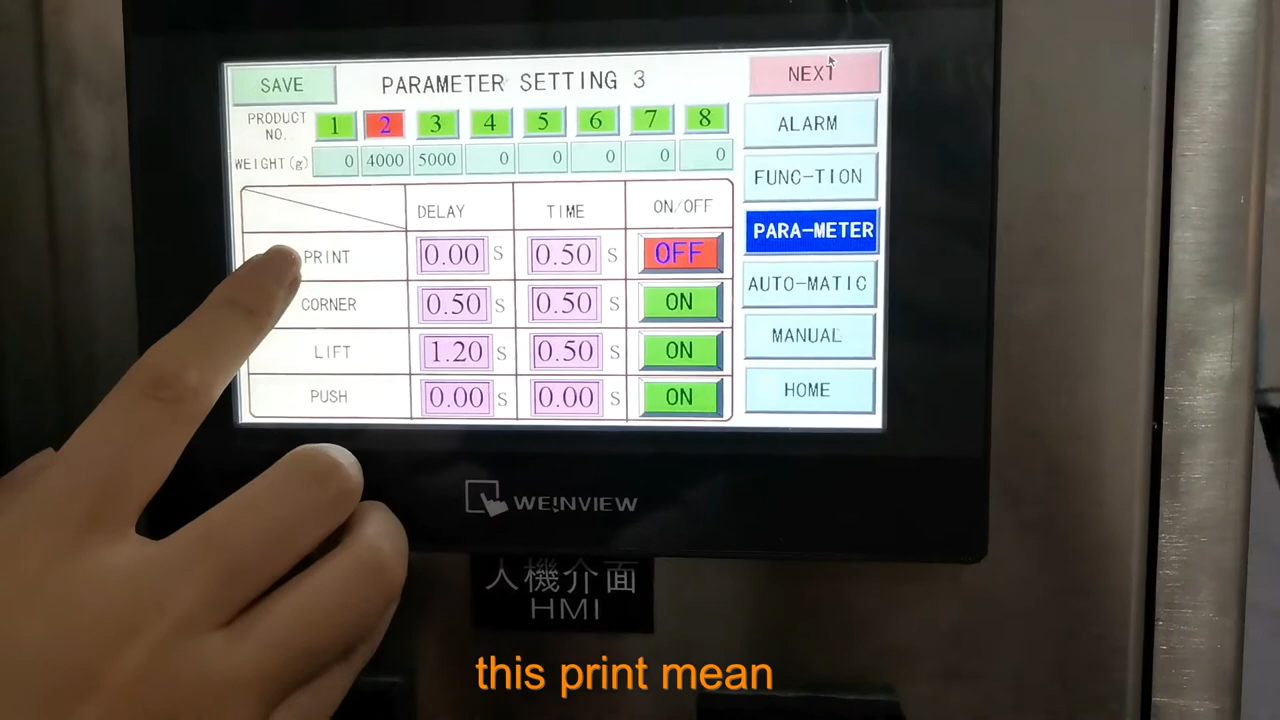 SAVE PARAMETER SETTING 3 NEXT
PRODUCT NO. 1 2 3 4 5 6 7 8 ALARM
WEIGHT(g) 0 4000 5000 0 0 0 0 0
FUNC-TION
DELAY TIME ON/OFF
PARA-METER
PRINT 0.00 S 0.50 S OFF
AUTO-MATIC
CORNER 0.50 S 0.50 S ON
MANUAL
LIFT 1.20 S 0.50 S ON
HOME
PUSH 0.00 S 0.00 S ON
WE!NVIEW
人機介面
HMI
this print mean